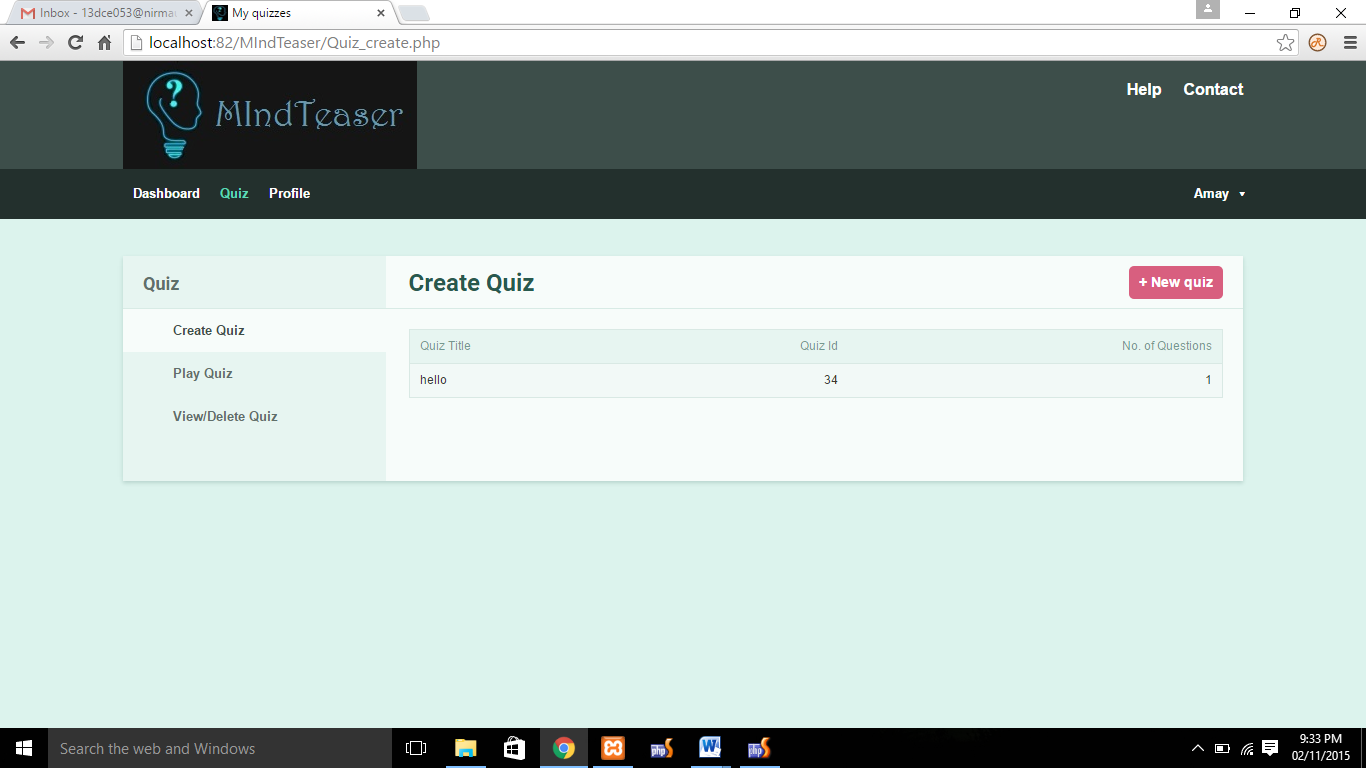 Inbox - 13dce053@nirma
My quizzes
localhost:82/MIndTeaser/Quiz_create.php
?
MIndTeaser
Help Contact
Dashboard Quiz Profile Amay
Quiz
Create Quiz
+ New quiz
Create Quiz
Play Quiz
View/Delete Quiz
Quiz Title Quiz Id No. of Questions
hello 34 1
Search the web and Windows
php
W
php
9:33 PM
02/11/2015